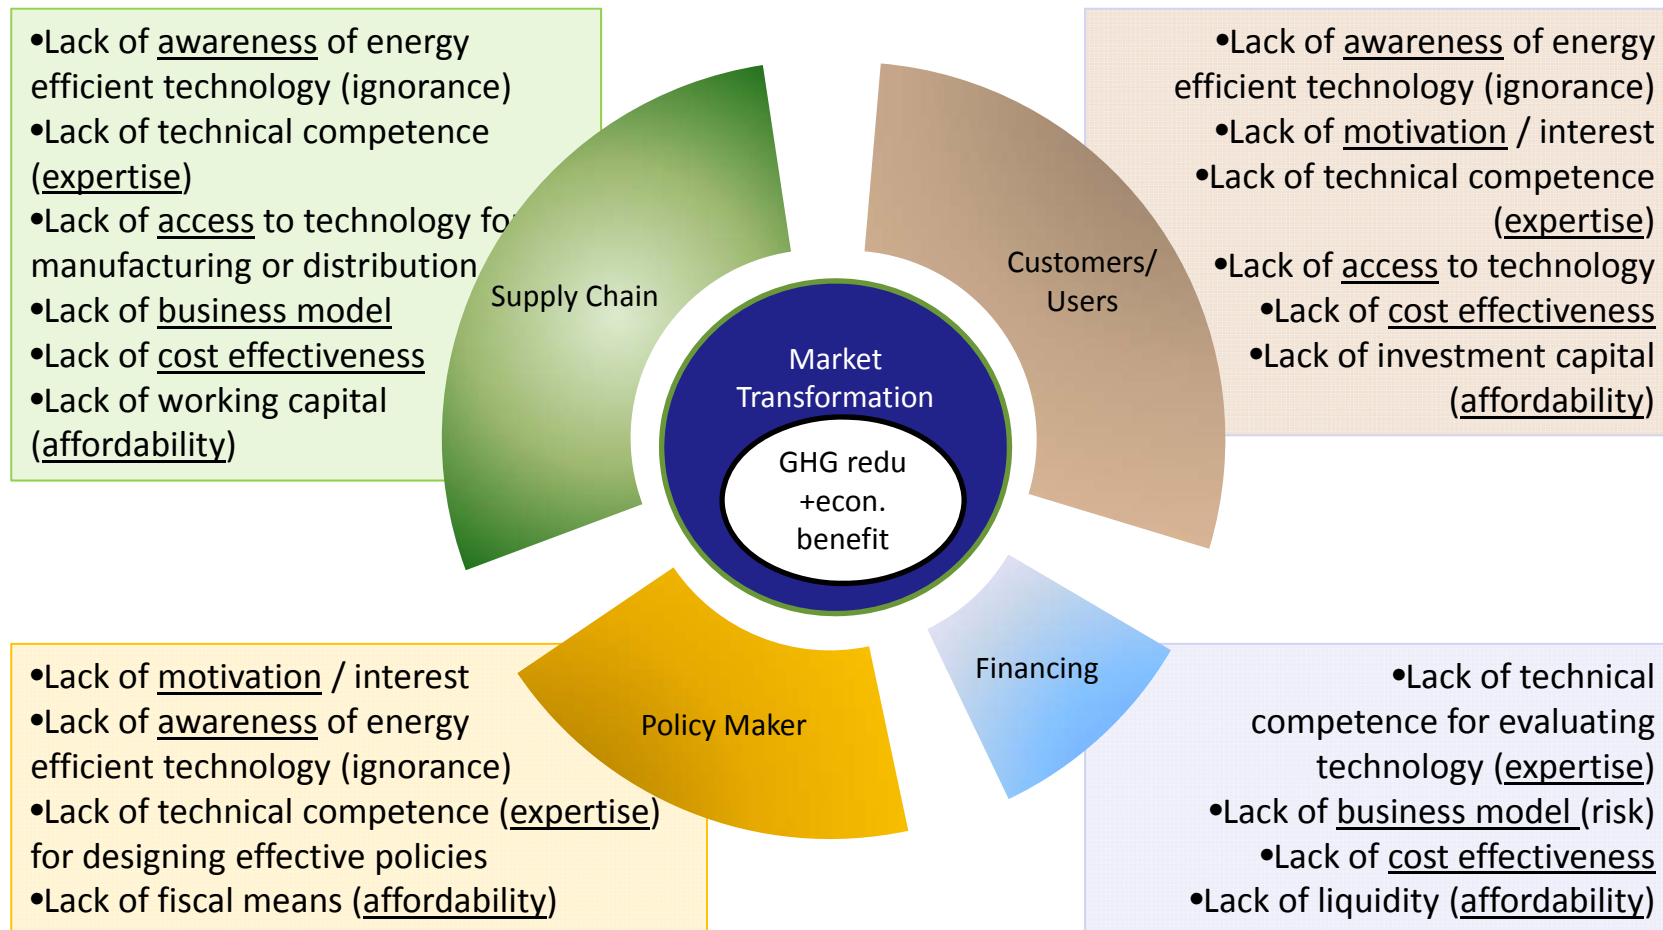 •Lack of awareness of energy
efficient technology (ignorance)
•Lack of technical competence
(expertise)
•Lack of access to technology for
manufacturing or distribution
•Lack of business model
•Lack of cost effectiveness
•Lack of working capital
(affordability)
Supply Chain
•Lack of awareness of energy
efficient technology (ignorance)
•Lack of motivation / interest
•Lack of technical competence
(expertise)
•Lack of access to technology
•Lack of cost effectiveness
•Lack of investment capital
(affordability)
Customers/
Users
Market
Transformation
GHG redu
+econ.
benefit
•Lack of motivation / interest
•Lack of awareness of energy
efficient technology (ignorance)
•Lack of technical competence (expertise)
for designing effective policies
•Lack of fiscal means (affordability)
Policy Maker
Financing
•Lack of technical
competence for evaluating
technology (expertise)
•Lack of business model (risk)
•Lack of cost effectiveness
•Lack of liquidity (affordability)